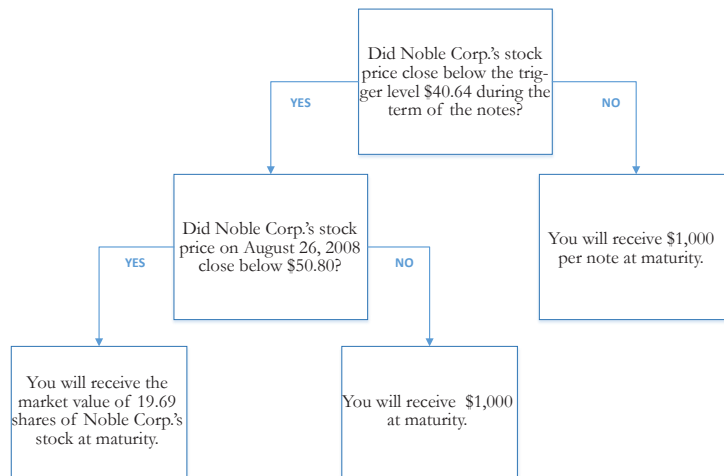 Did Noble Corp.'s stock
price close below the trig-
ger level $40.64 during the
term of the notes?
YES
NO
Did Noble Corp.'s stock
price on August 26, 2008
close below $50.80?
You will receive $1,000
per note at maturity.
YES
NO
You will receive the
market value of 19.69
shares of Noble Corp.'s
stock at maturity.
You will receive $1,000
at maturity.